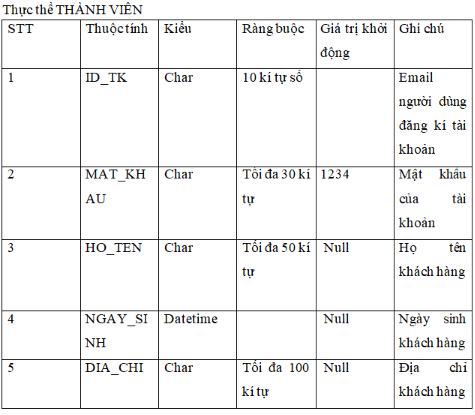 Thực thể THÀNH VIÊN
STT Thuộc tính Kiểu Ràng buộc Giá trị khởi động Ghi chú
1 ID_TK Char 10 kí tự số Email người dùng đăng kí tài khoản
2 MAT_KHAU Char Tối đa 30 kí tự 1234 Mật khẩu của tài khoản
3 HO_TEN Char Tối đa 50 kí tự Null Họ tên khách hàng
4 NGAY_SINH Datetime Null Ngày sinh khách hàng
5 DIA_CHI Char Tối đa 100 kí tự Null Địa chỉ khách hàng